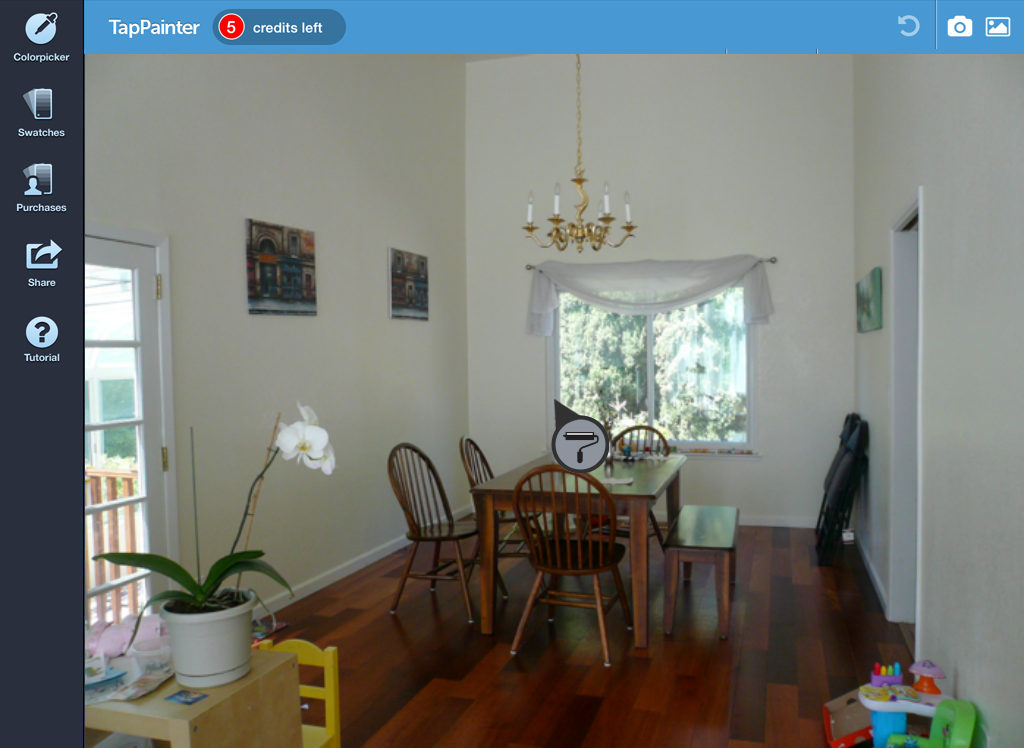 TapPainter
5 credits left
Colorpicker
Swatches
Purchases
Share
?
Tutorial